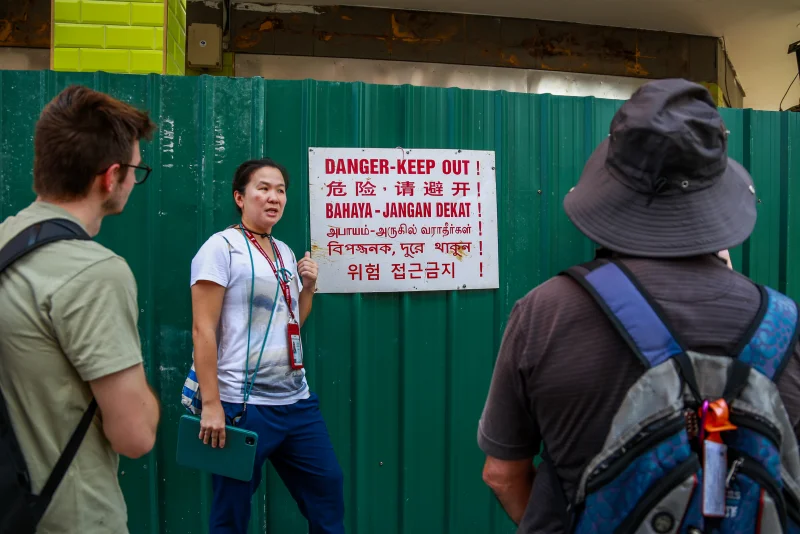 DANGER-KEEP OUT !
危险·请避开!
BAHAYA-JANGAN DEKAT !
அபாயம்-அருகில் வராதீர்கள் !
বিপজ্জনক, দূরে থাকুন !
위험 접근금지 !